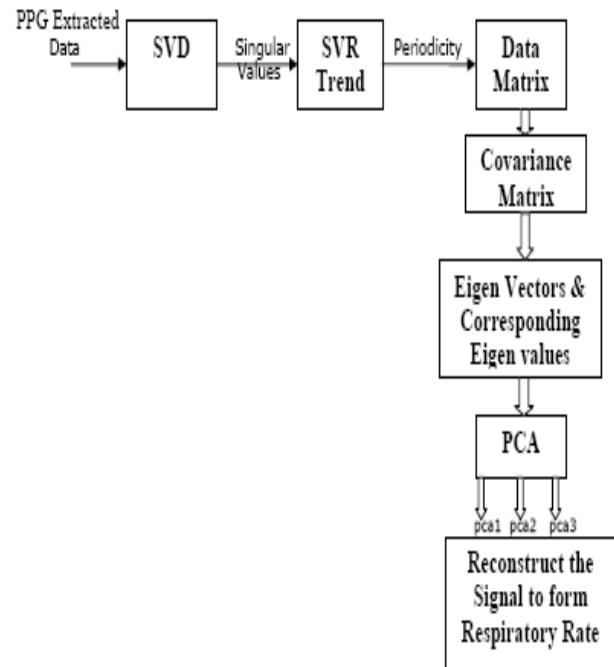 PPG Extracted
Data
SVD
Singular
Values
SVR
Trend
Periodicity
Data
Matrix
Covariance
Matrix
Eigen Vectors &
Corresponding
Eigen values
PCA
pca1 pca2 pca3
Reconstruct the
Signal to form
Respiratory Rate